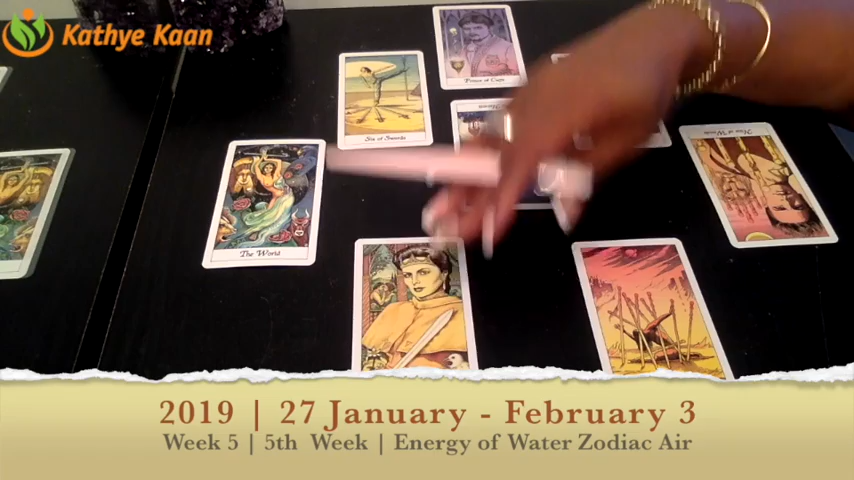 Kathye Kaan
Prince of Cups
Six of Swords
The World
2019 | 27 January - February 3
Week 5 | 5th Week | Energy of Water Zodiac Air